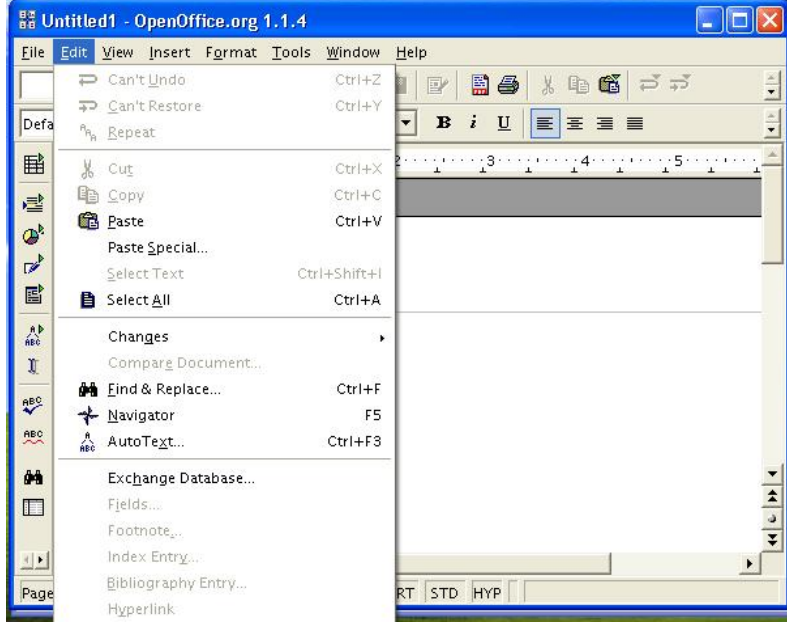 Untitled1 - OpenOffice.org 1.1.4
File Edit View Insert Format Tools Window Help
Can't Undo Ctrl+Z
Can't Restore Ctrl+Y
Defa
Repeat
B i U
Cut Ctrl+X
2 3 4 5
Copy Ctrl+C
Paste Ctrl+V
Paste Special...
Select Text Ctrl+Shift+I
Select All Ctrl+A
Changes
Compare Document...
Find & Replace... Ctrl+F
Navigator F5
AutoText... Ctrl+F3
Exchange Database...
Fields...
Footnote...
Index Entry...
Bibliography Entry...
Page RT STD HYP
Hyperlink